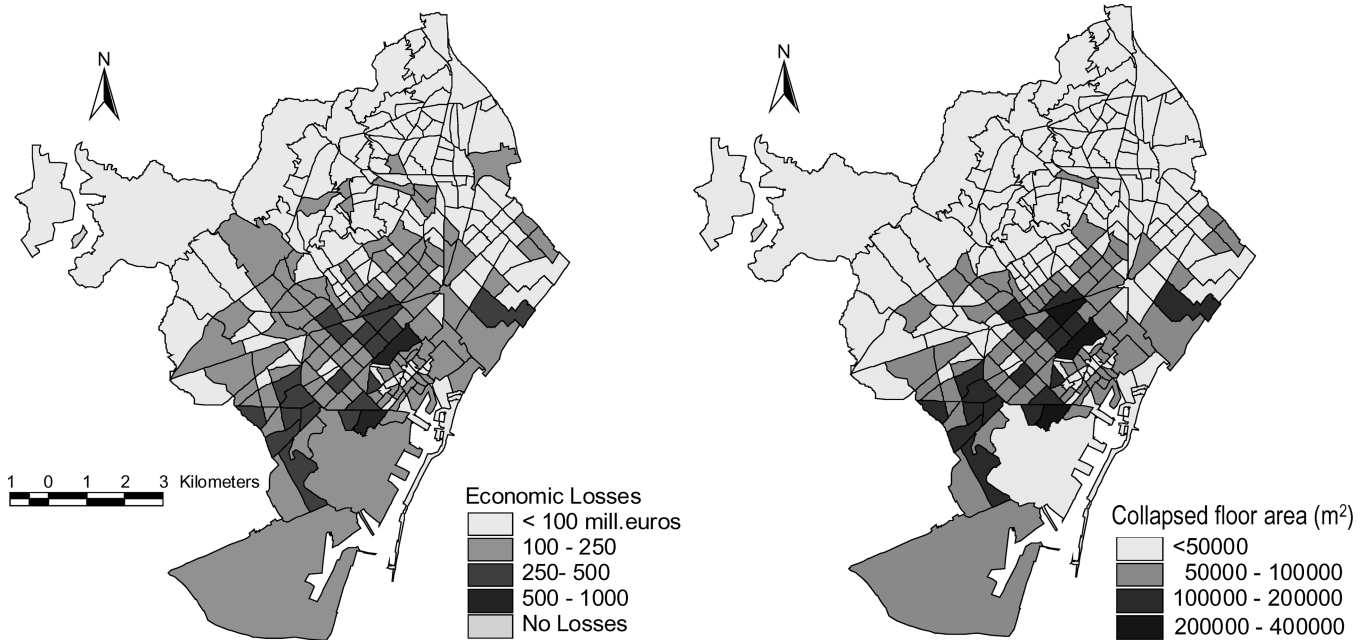 N
N
1 0 1 2 3 Kilometers
Economic Losses
< 100 mill.euros
100 - 250
250- 500
500 - 1000
No Losses
Collapsed floor area (m²)
<50000
50000 - 100000
100000 - 200000
200000 - 400000